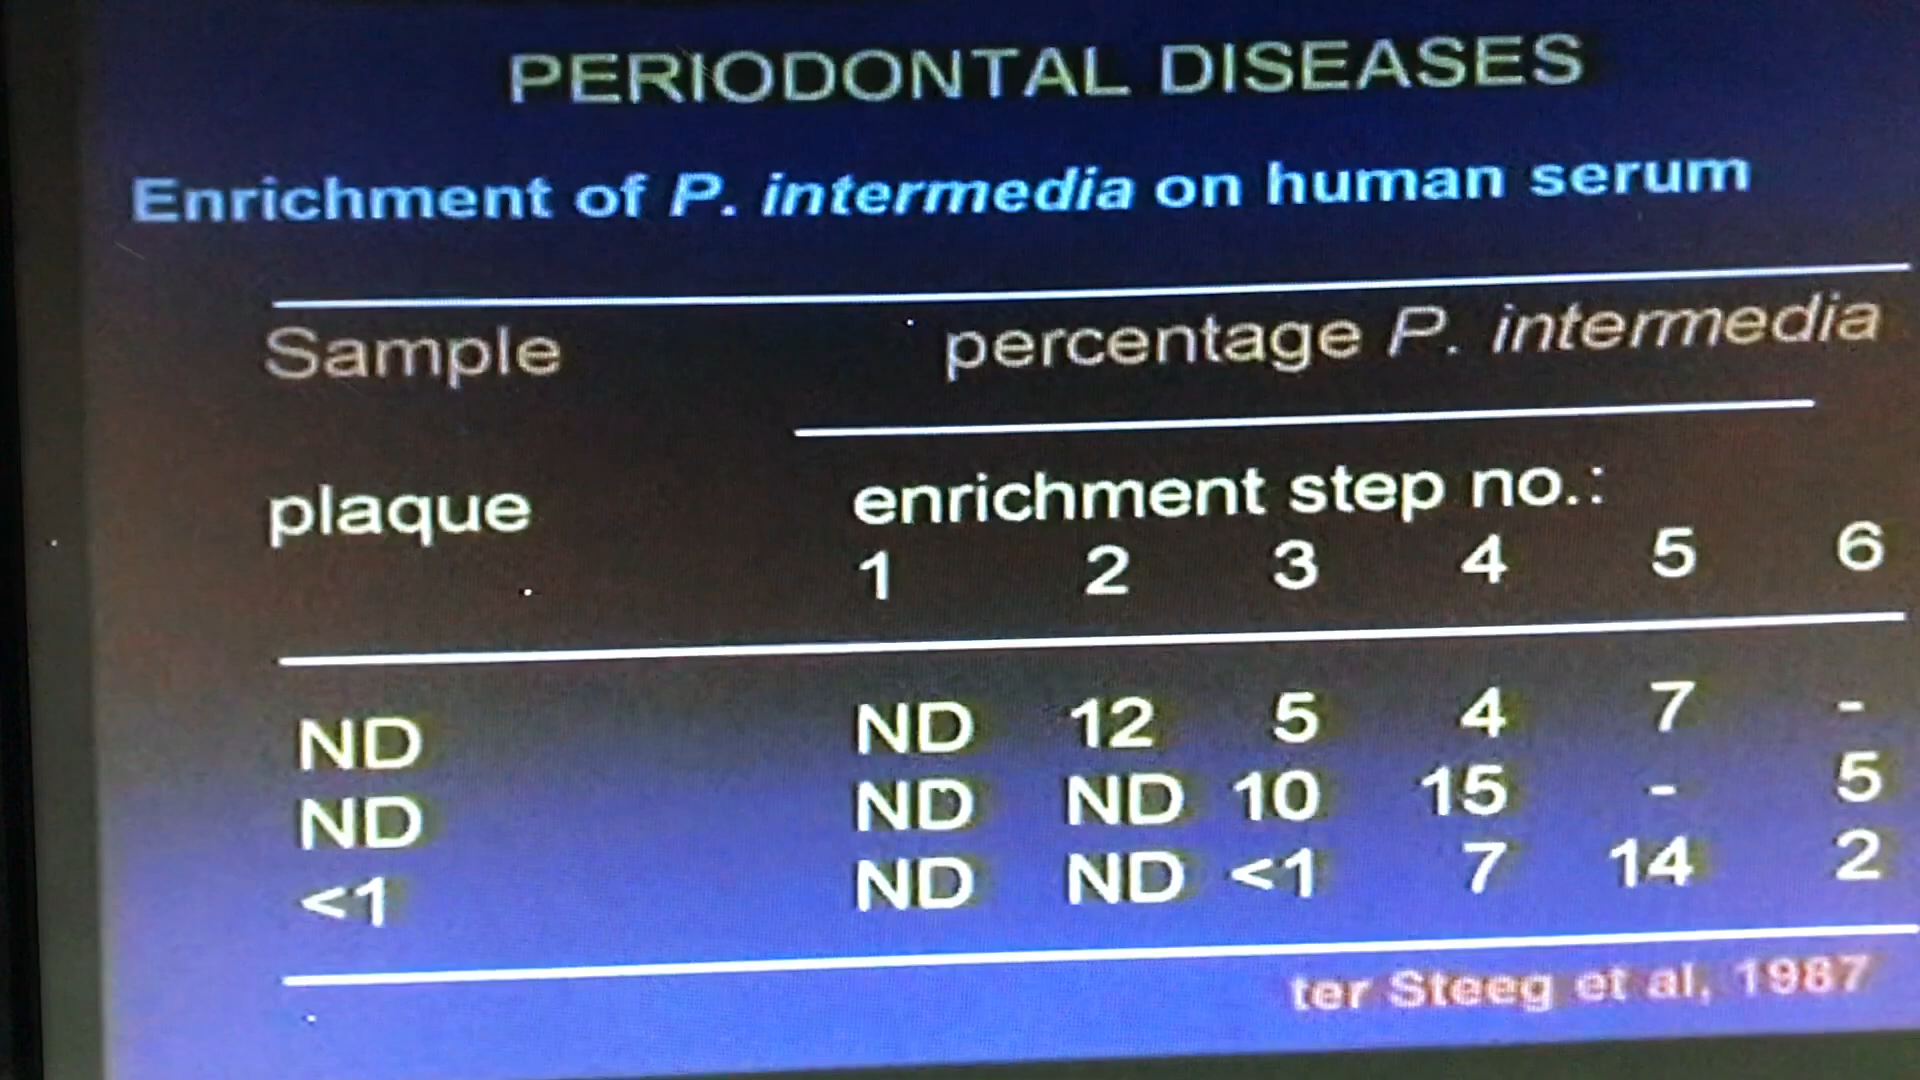 PERIODONTAL DISEASES
Enrichment of P. intermedia on human serum
Sample percentage P. intermedia
plaque enrichment step no.:
1 2 3 4 5 6
ND ND 12 5 4 7 -
ND ND ND 10 15 - 5
<1 ND ND <1 7 14 2
ter Steeg et al, 1987